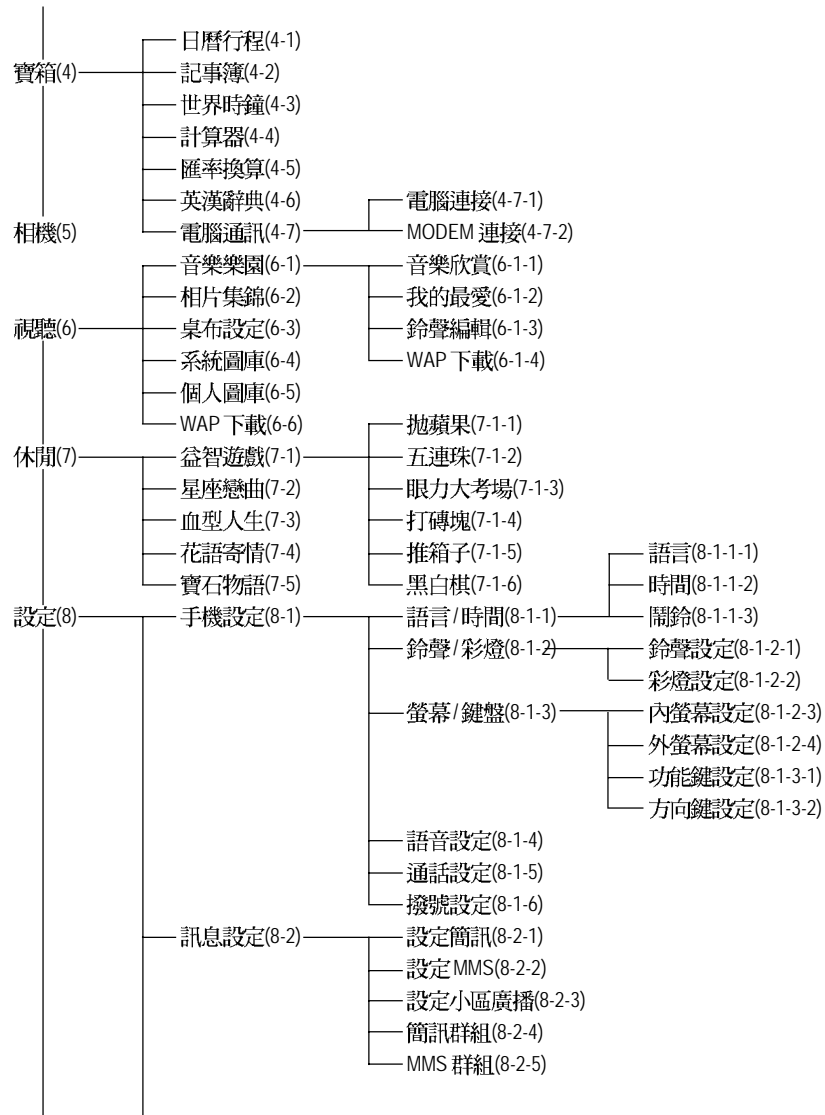 日曆行程(4-1)
寶箱(4) 記事簿(4-2)
世界時鐘(4-3)
計算器(4-4)
匯率換算(4-5)
英漢辭典(4-6) 電腦連接(4-7-1)
相機(5) 電腦通訊(4-7) MODEM 連接(4-7-2)
音樂樂園(6-1) 音樂欣賞(6-1-1)
相片集錦(6-2) 我的最愛(6-1-2)
視聽(6) 桌布設定(6-3) 鈴聲編輯(6-1-3)
系統圖庫(6-4) WAP 下載(6-1-4)
個人圖庫(6-5)
WAP 下載(6-6) 拋蘋果(7-1-1)
休閒(7) 益智遊戲(7-1) 五連珠(7-1-2)
星座戀曲(7-2) 眼力大考場(7-1-3)
血型人生(7-3) 打磚塊(7-1-4)
花語寄情(7-4) 推箱子(7-1-5) 語言(8-1-1-1)
寶石物語(7-5) 黑白棋(7-1-6) 時間(8-1-1-2)
設定(8) 手機設定(8-1) 語言/時間(8-1-1) 鬧鈴(8-1-1-3)
鈴聲/彩燈(8-1-2) 鈴聲設定(8-1-2-1)
彩燈設定(8-1-2-2)
螢幕/鍵盤(8-1-3) 內螢幕設定(8-1-2-3)
外螢幕設定(8-1-2-4)
功能鍵設定(8-1-3-1)
方向鍵設定(8-1-3-2)
語音設定(8-1-4)
通話設定(8-1-5)
撥號設定(8-1-6)
訊息設定(8-2) 設定簡訊(8-2-1)
設定 MMS(8-2-2)
設定小區廣播(8-2-3)
簡訊群組(8-2-4)
MMS 群組(8-2-5)